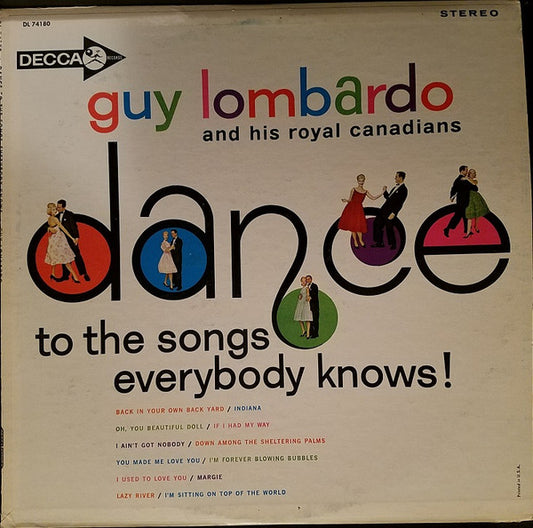 DL 74180
STEREO
DECCA RECORDS
guy lombardo
and his royal canadians
dance
to the songs
everybody knows!
BACK IN YOUR OWN BACK YARD / INDIANA
OH, YOU BEAUTIFUL DOLL / IF I HAD MY WAY
I AIN'T GOT NOBODY / DOWN AMONG THE SHELTERING PALMS
YOU MADE ME LOVE YOU / I'M FOREVER BLOWING BUBBLES
I USED TO LOVE YOU / MARGIE
LAZY RIVER / I'M SITTING ON TOP OF THE WORLD
Printed in U.S.A.